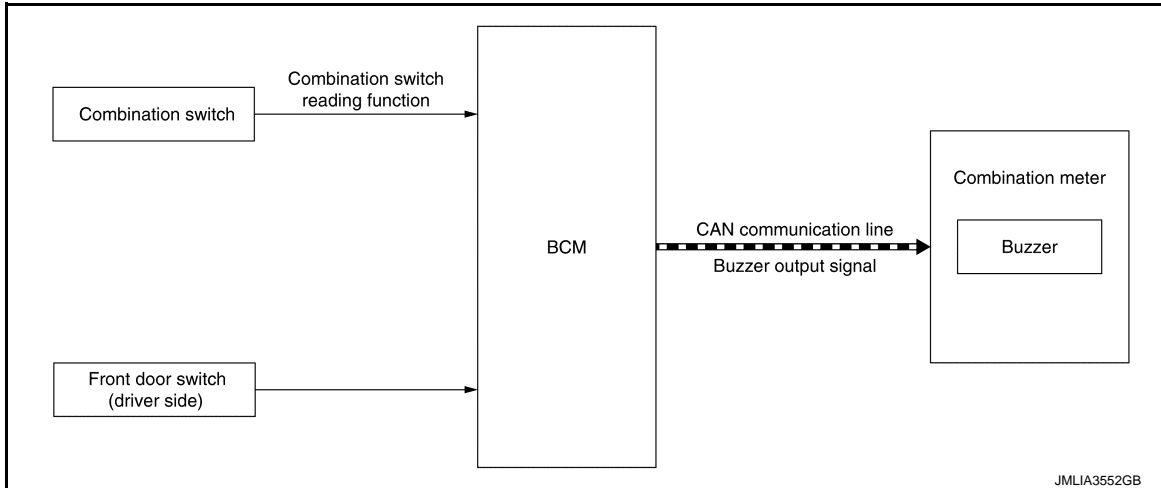 Combination switch
Combination switch
reading function
BCM
CAN communication line
Buzzer output signal
Combination meter
Buzzer
Front door switch
(driver side)
JMLIA3552GB